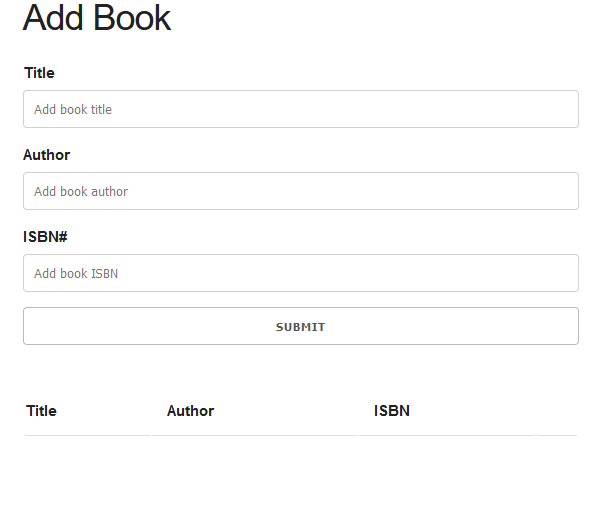 Add Book
Title
Add book title
Author
Add book author
ISBN#
Add book ISBN
SUBMIT
Title Author ISBN